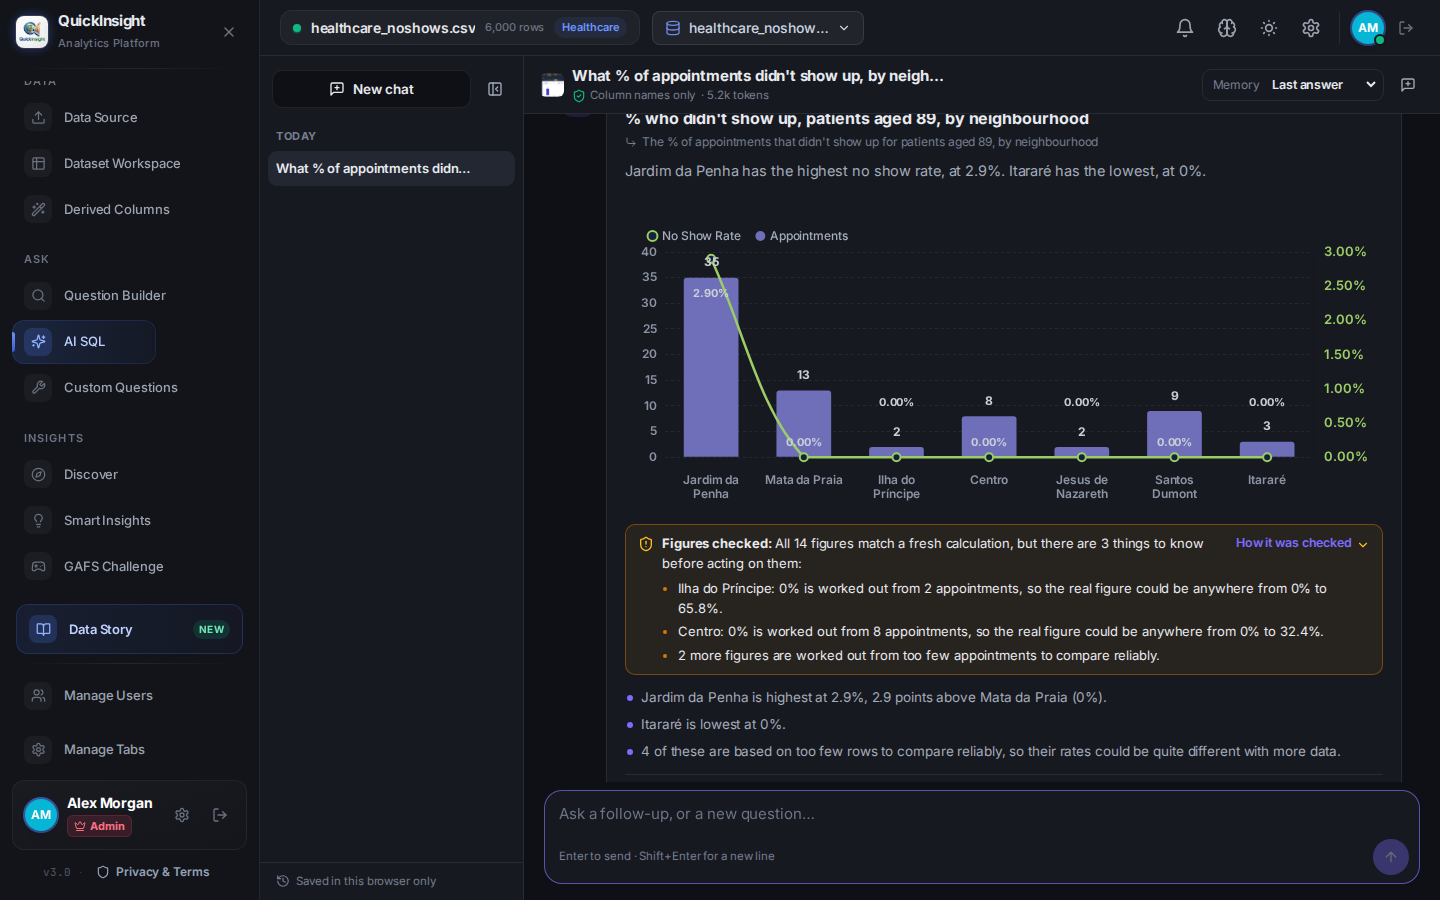 QuickInsight
Analytics Platform
DATA
Data Source
Dataset Workspace
Derived Columns
ASK
Question Builder
AI SQL
Custom Questions
INSIGHTS
Discover
Smart Insights
GAFS Challenge
Data Story NEW
Manage Users
Manage Tabs
AM Alex Morgan
Admin
v3.0 · Privacy & Terms
healthcare_noshows.csv 6,000 rows Healthcare
healthcare_noshow...
AM
New chat
TODAY
What % of appointments didn...
Saved in this browser only
What % of appointments didn't show up, by neigh...
Column names only · 5.2k tokens
Memory Last answer
% who didn't show up, patients aged 89, by neighbourhood
The % of appointments that didn't show up for patients aged 89, by neighbourhood
Jardim da Penha has the highest no show rate, at 2.9%. Itararé has the lowest, at 0%.
No Show Rate Appointments
40 35 30 25 20 15 10 5 0
35 13 2 8 2 9 3
2.90% 0.00% 0.00% 0.00% 0.00% 0.00% 0.00%
3.00% 2.50% 2.00% 1.50% 1.00% 0.50% 0.00%
Jardim da Penha
Mata da Praia
Ilha do Príncipe
Centro
Jesus de Nazareth
Santos Dumont
Itararé
Figures checked: All 14 figures match a fresh calculation, but there are 3 things to know
before acting on them:
How it was checked
Ilha do Príncipe: 0% is worked out from 2 appointments, so the real figure could be anywhere from 0% to
65.8%.
Centro: 0% is worked out from 8 appointments, so the real figure could be anywhere from 0% to 32.4%.
2 more figures are worked out from too few appointments to compare reliably.
Jardim da Penha is highest at 2.9%, 2.9 points above Mata da Praia (0%).
Itararé is lowest at 0%.
4 of these are based on too few rows to compare reliably, so their rates could be quite different with more data.
Ask a follow-up, or a new question...
Enter to send · Shift+Enter for a new line